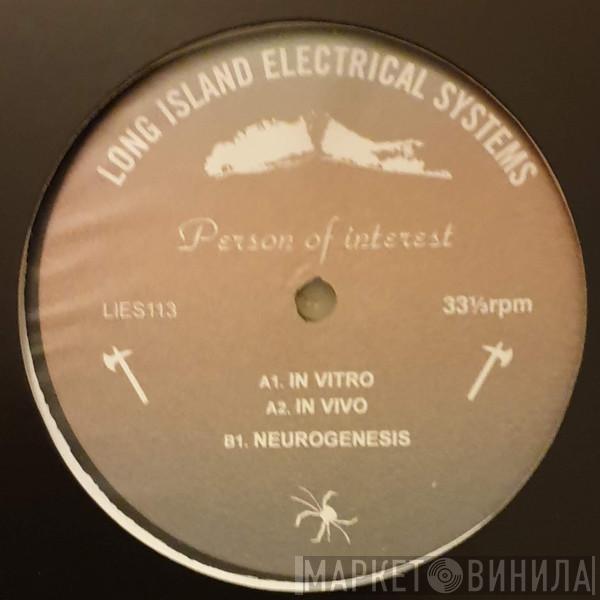 LONG ISLAND ELECTRICAL SYSTEMS
Person of interest
LIES113
33⅓rpm
A1. IN VITRO
A2. IN VIVO
B1. NEUROGENESIS
МАРКЕТ ВИНИЛА